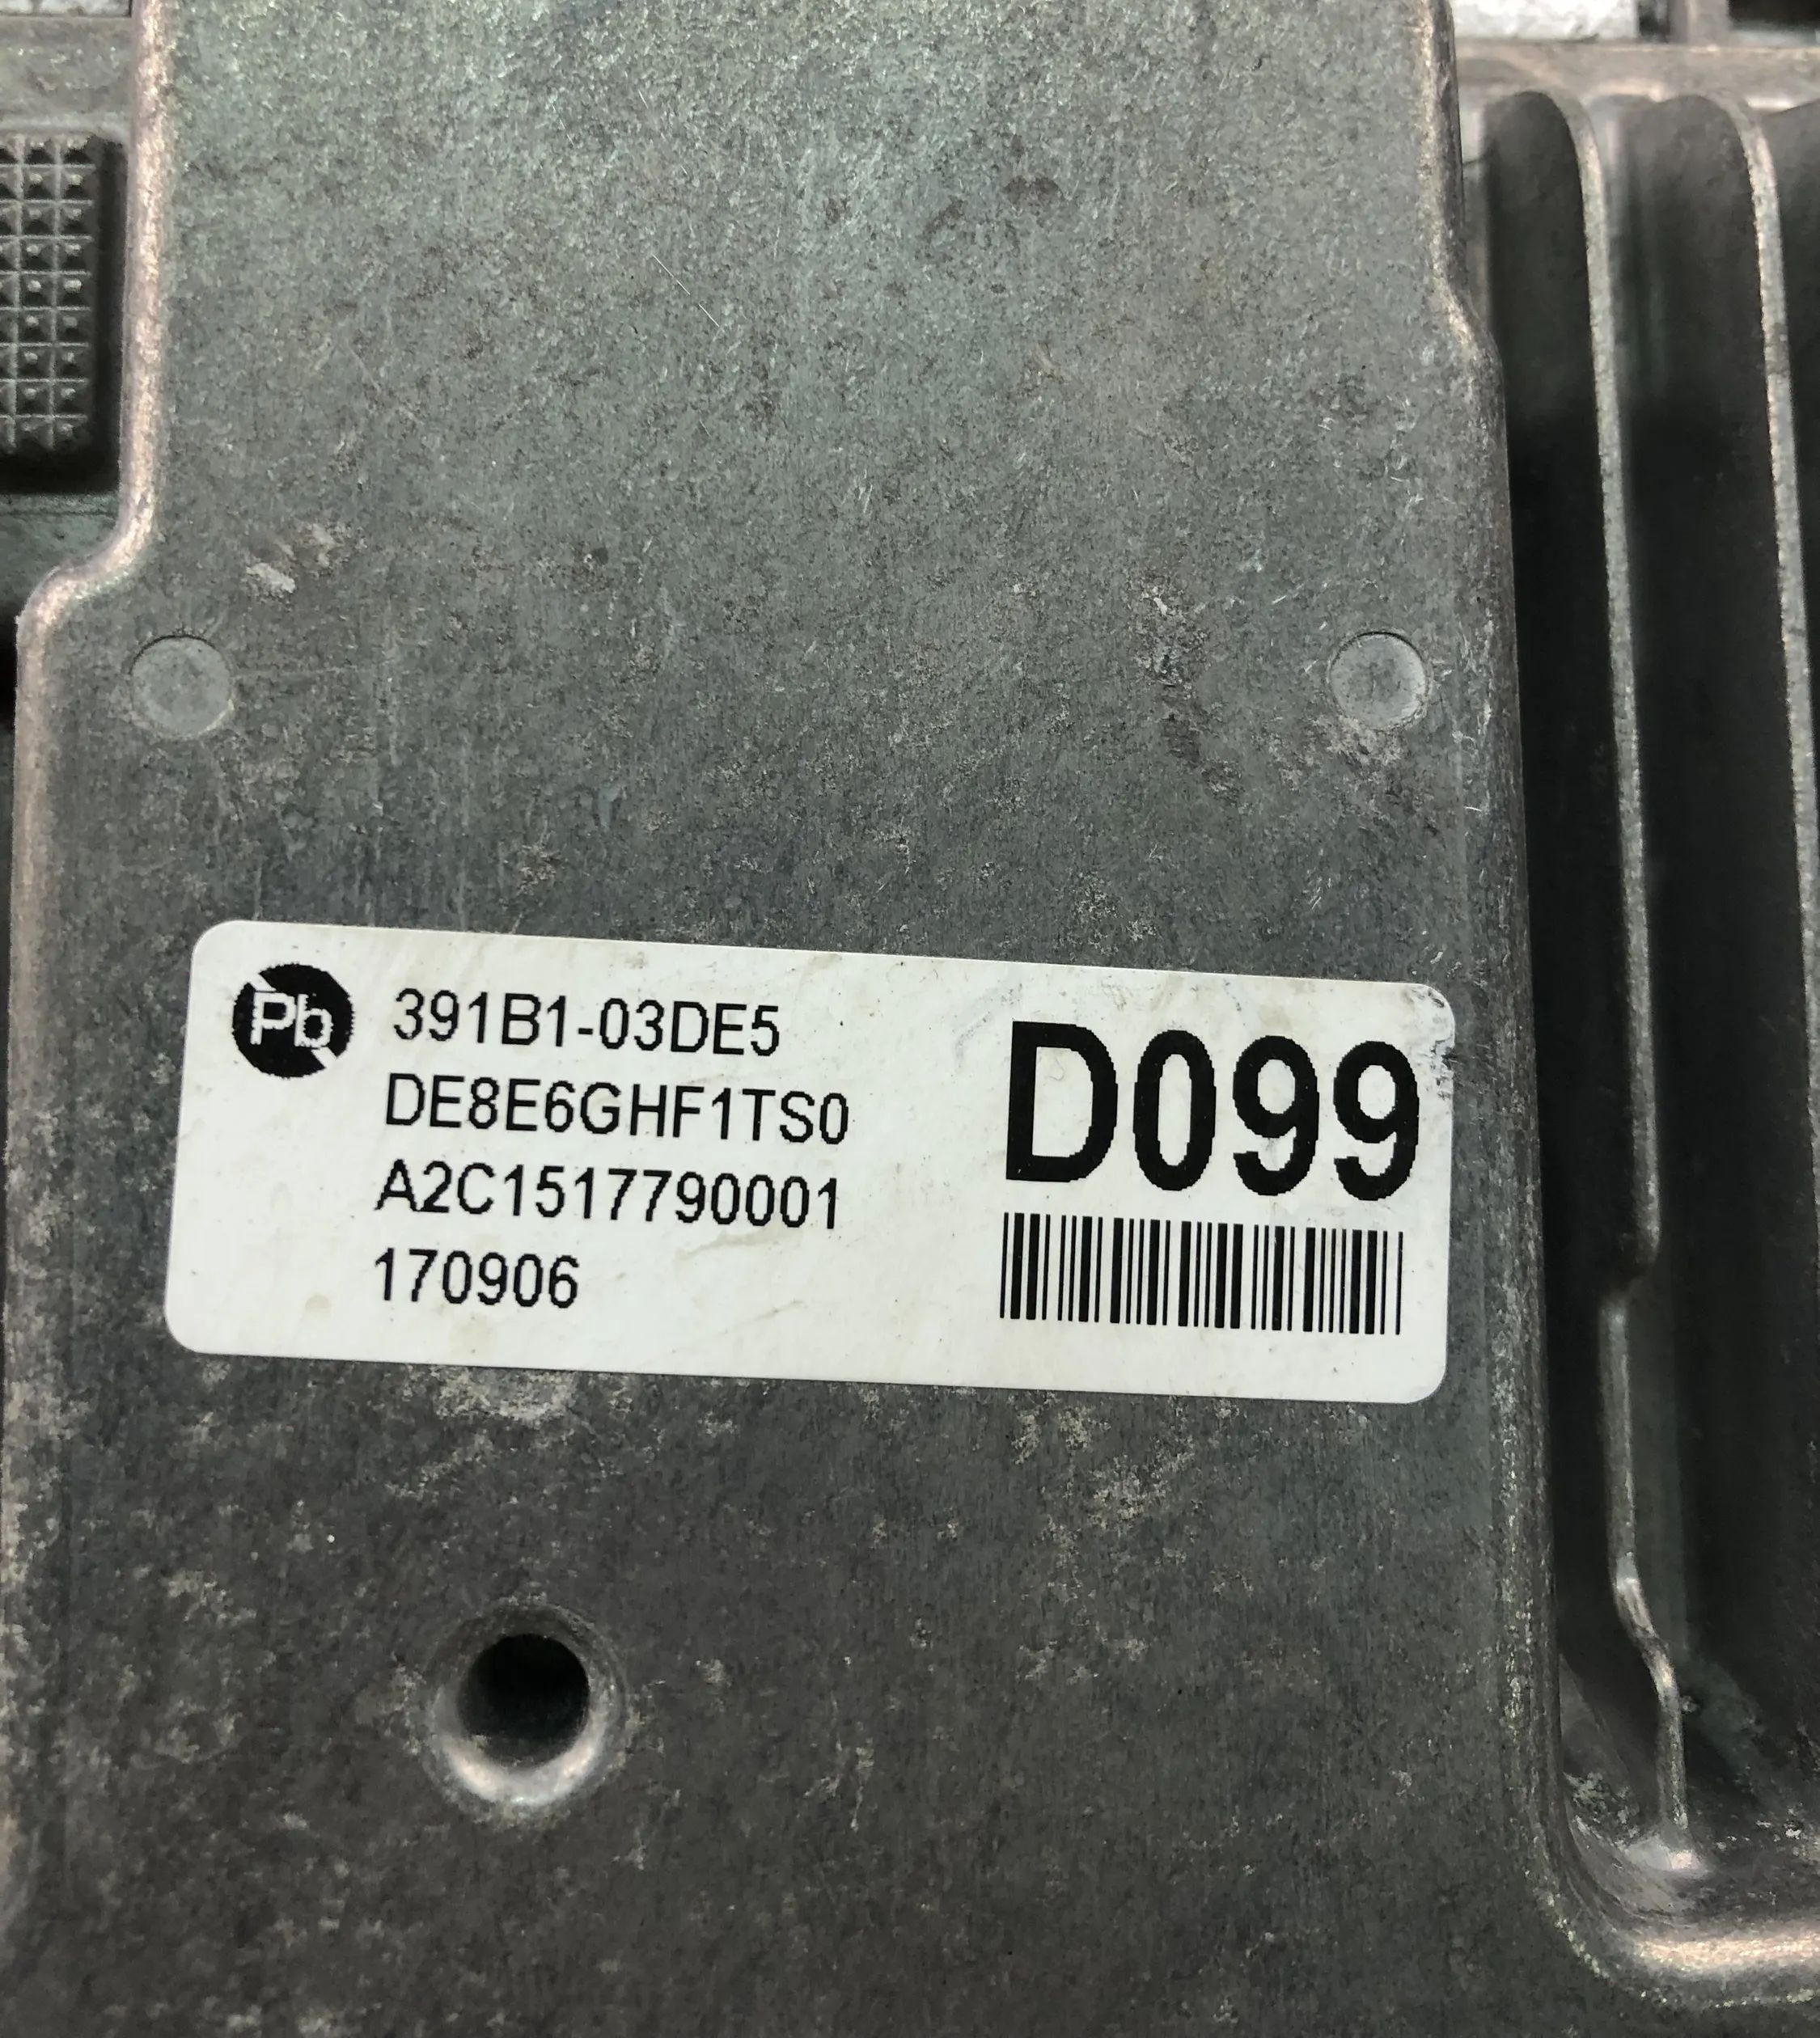 Pb
391B1-03DE5
DE8E6GHF1TS0
A2C1517790001
170906
D099